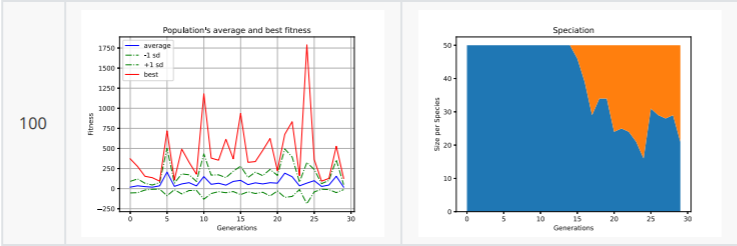 100
Population's average and best fitness
average
-1 sd
+1 sd
best
Fitness
1750
1500
1250
1000
750
500
250
0
−250
0 5 10 15 20 25 30
Generations
Speciation
Size per Species
50
40
30
20
10
0
0 5 10 15 20 25 30
Generations